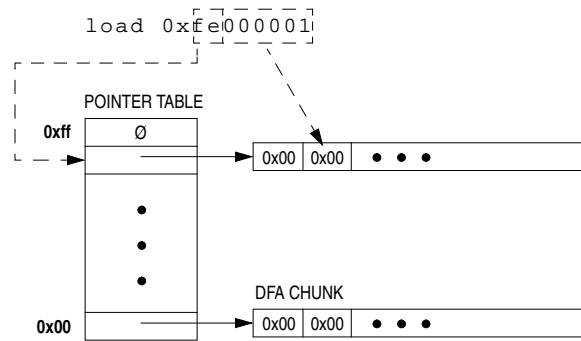 load 0xfe000001
POINTER TABLE
0xff Ø
0x00 0x00 • • •
DFA CHUNK
0x00 0x00 0x00 • • •